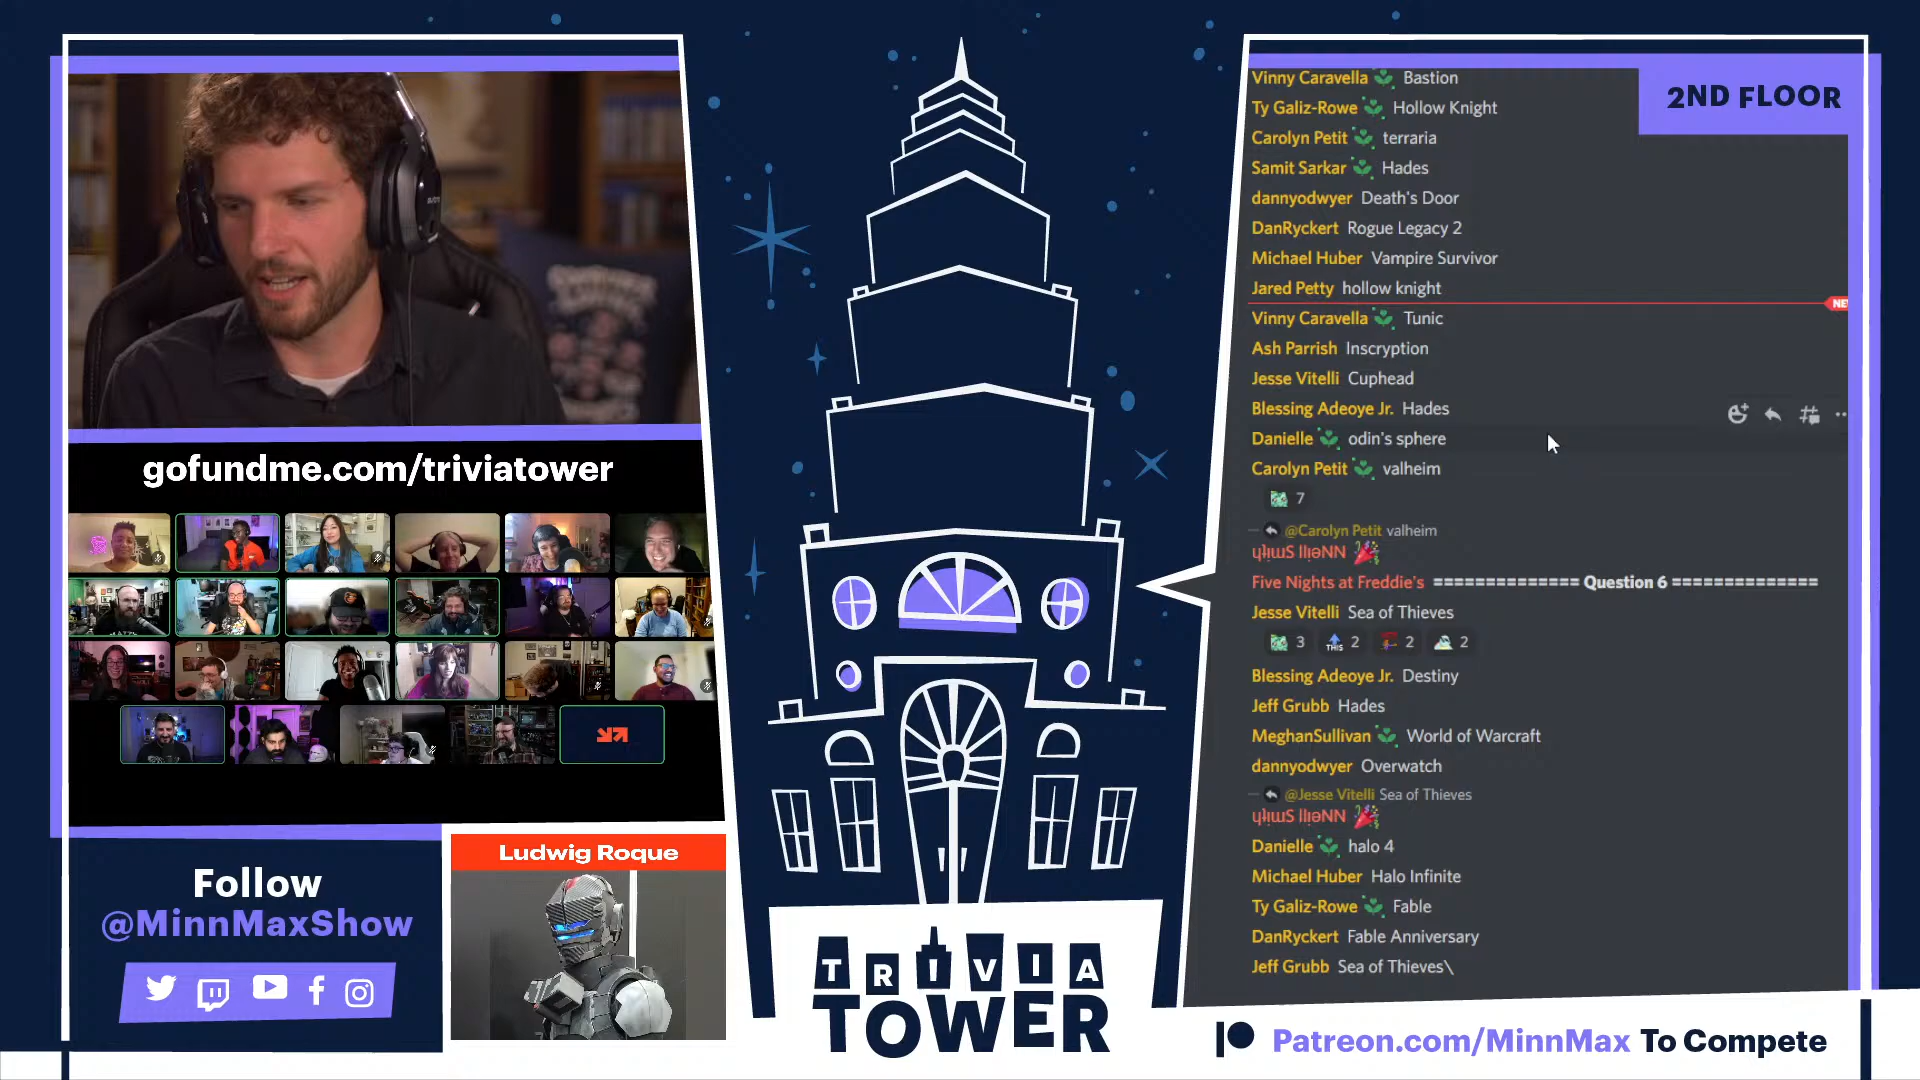 gofundme.com/triviatower
Follow
@MinnMaxShow
Ludwig Roque
TRIVIA
TOWER
2ND FLOOR
Vinny Caravella Bastion
Ty Galiz-Rowe Hollow Knight
Carolyn Petit terraria
Samit Sarkar Hades
dannyodwyer Death's Door
DanRyckert Rogue Legacy 2
Michael Huber Vampire Survivor
Jared Petty hollow knight
NE
Vinny Caravella Tunic
Ash Parrish Inscryption
Jesse Vitelli Cuphead
Blessing Adeoye Jr. Hades
Danielle odin's sphere
Carolyn Petit valheim
7
@Carolyn Petit valheim
ɥʇᴉɯS llᴉǝNN
Five Nights at Freddie's ============== Question 6 ==============
Jesse Vitelli Sea of Thieves
3 THIS 2 2 2
Blessing Adeoye Jr. Destiny
Jeff Grubb Hades
MeghanSullivan World of Warcraft
dannyodwyer Overwatch
@Jesse Vitelli Sea of Thieves
ɥʇᴉɯS llᴉǝNN
Danielle halo 4
Michael Huber Halo Infinite
Ty Galiz-Rowe Fable
DanRyckert Fable Anniversary
Jeff Grubb Sea of Thieves\
Patreon.com/MinnMax To Compete